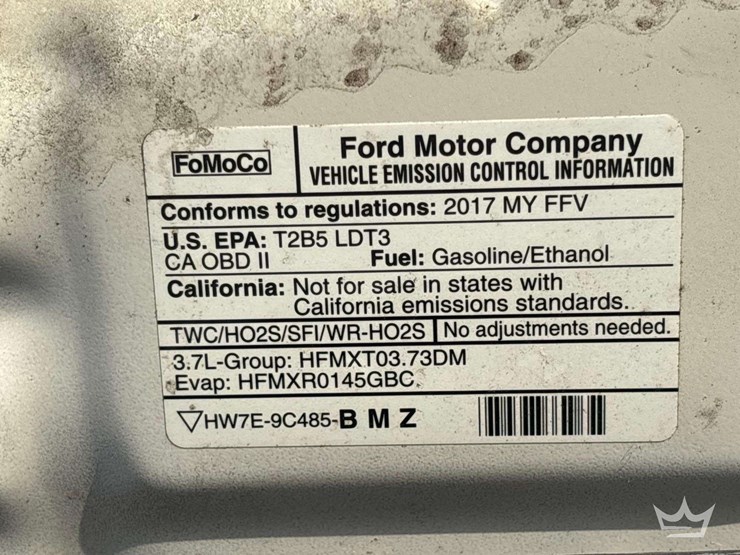 FoMoCo
Ford Motor Company
VEHICLE EMISSION CONTROL INFORMATION
Conforms to regulations: 2017 MY FFV
U.S. EPA: T2B5 LDT3
CA OBD II Fuel: Gasoline/Ethanol
California: Not for sale in states with
California emissions standards.
TWC/HO2S/SFI/WR-HO2S No adjustments needed.
3.7L-Group: HFMXT03.73DM
Evap: HFMXR0145GBC
HW7E-9C485-B M Z